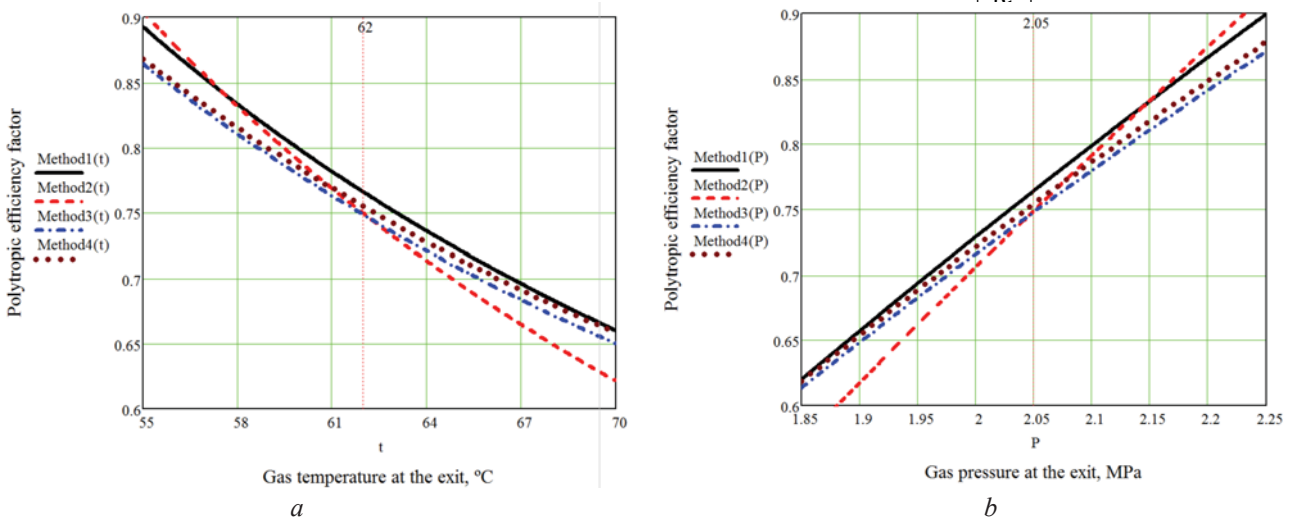 0.9
0.85
0.8
0.75
0.7
0.65
0.6
55
58
61
64
67
70
62
Polytropic efficiency factor
Method1(t)
Method2(t)
Method3(t)
Method4(t)
t
Gas temperature at the exit, ºC
a
0.9
0.85
0.8
0.75
0.7
0.65
0.6
1.85
1.9
1.95
2
2.05
2.1
2.15
2.2
2.25
2.05
Polytropic efficiency factor
Method1(P)
Method2(P)
Method3(P)
Method4(P)
P
Gas pressure at the exit, MPa
b